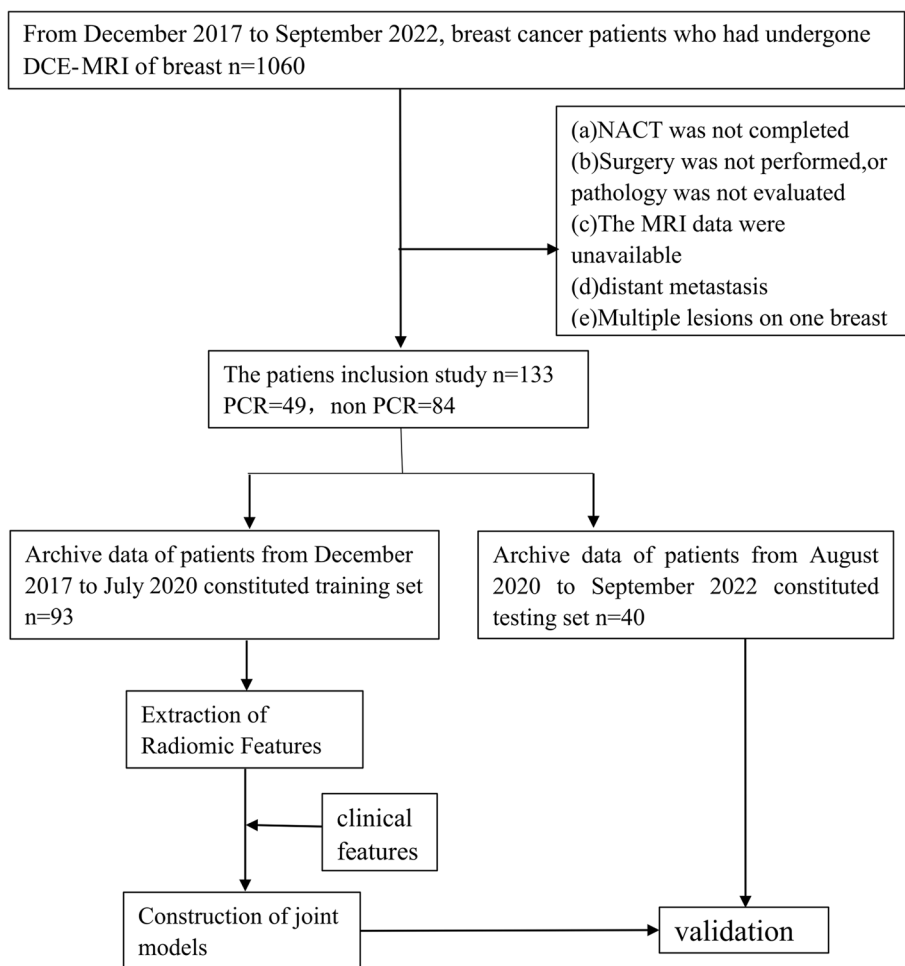 From December 2017 to September 2022, breast cancer patients who had undergone
DCE-MRI of breast n=1060
(a)NACT was not completed
(b)Surgery was not performed,or
pathology was not evaluated
(c)The MRI data were
unavailable
(d)distant metastasis
(e)Multiple lesions on one breast
The patiens inclusion study n=133
PCR=49，non PCR=84
Archive data of patients from December
2017 to July 2020 constituted training set
n=93
Archive data of patients from August
2020 to September 2022 constituted
testing set n=40
Extraction of
Radiomic Features
clinical
features
Construction of joint
models
validation